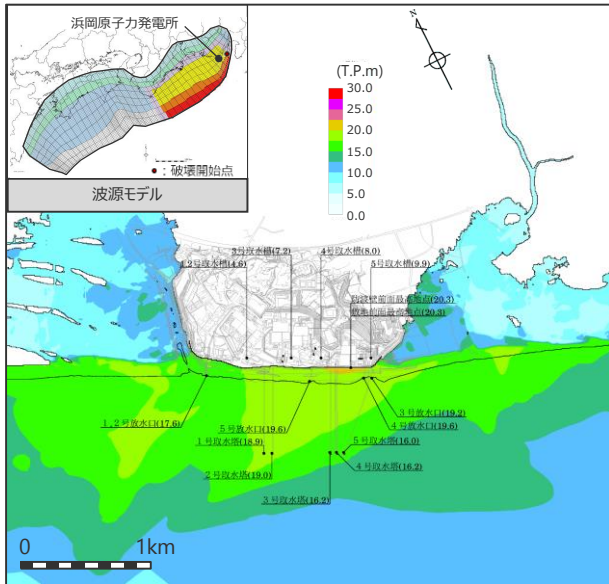 浜岡原子力発電所
N
(T.P.m)
30.0
25.0
20.0
15.0
10.0
5.0
0.0
●：破壊開始点
波源モデル
3号取水槽(7.2)
4号取水槽(8.0)
1,2号取水槽(4.6)
5号取水槽(9.9)
防波壁前面最高地点(20.3)
敷地前面最高地点(20.3)
3号放水口(19.2)
1,2号放水口(17.6)
5号放水口(19.6)
4号放水口(19.6)
1号取水塔(18.9)
5号取水塔(16.0)
2号取水塔(19.0)
4号取水塔(16.2)
3号取水塔(16.2)
0 1km